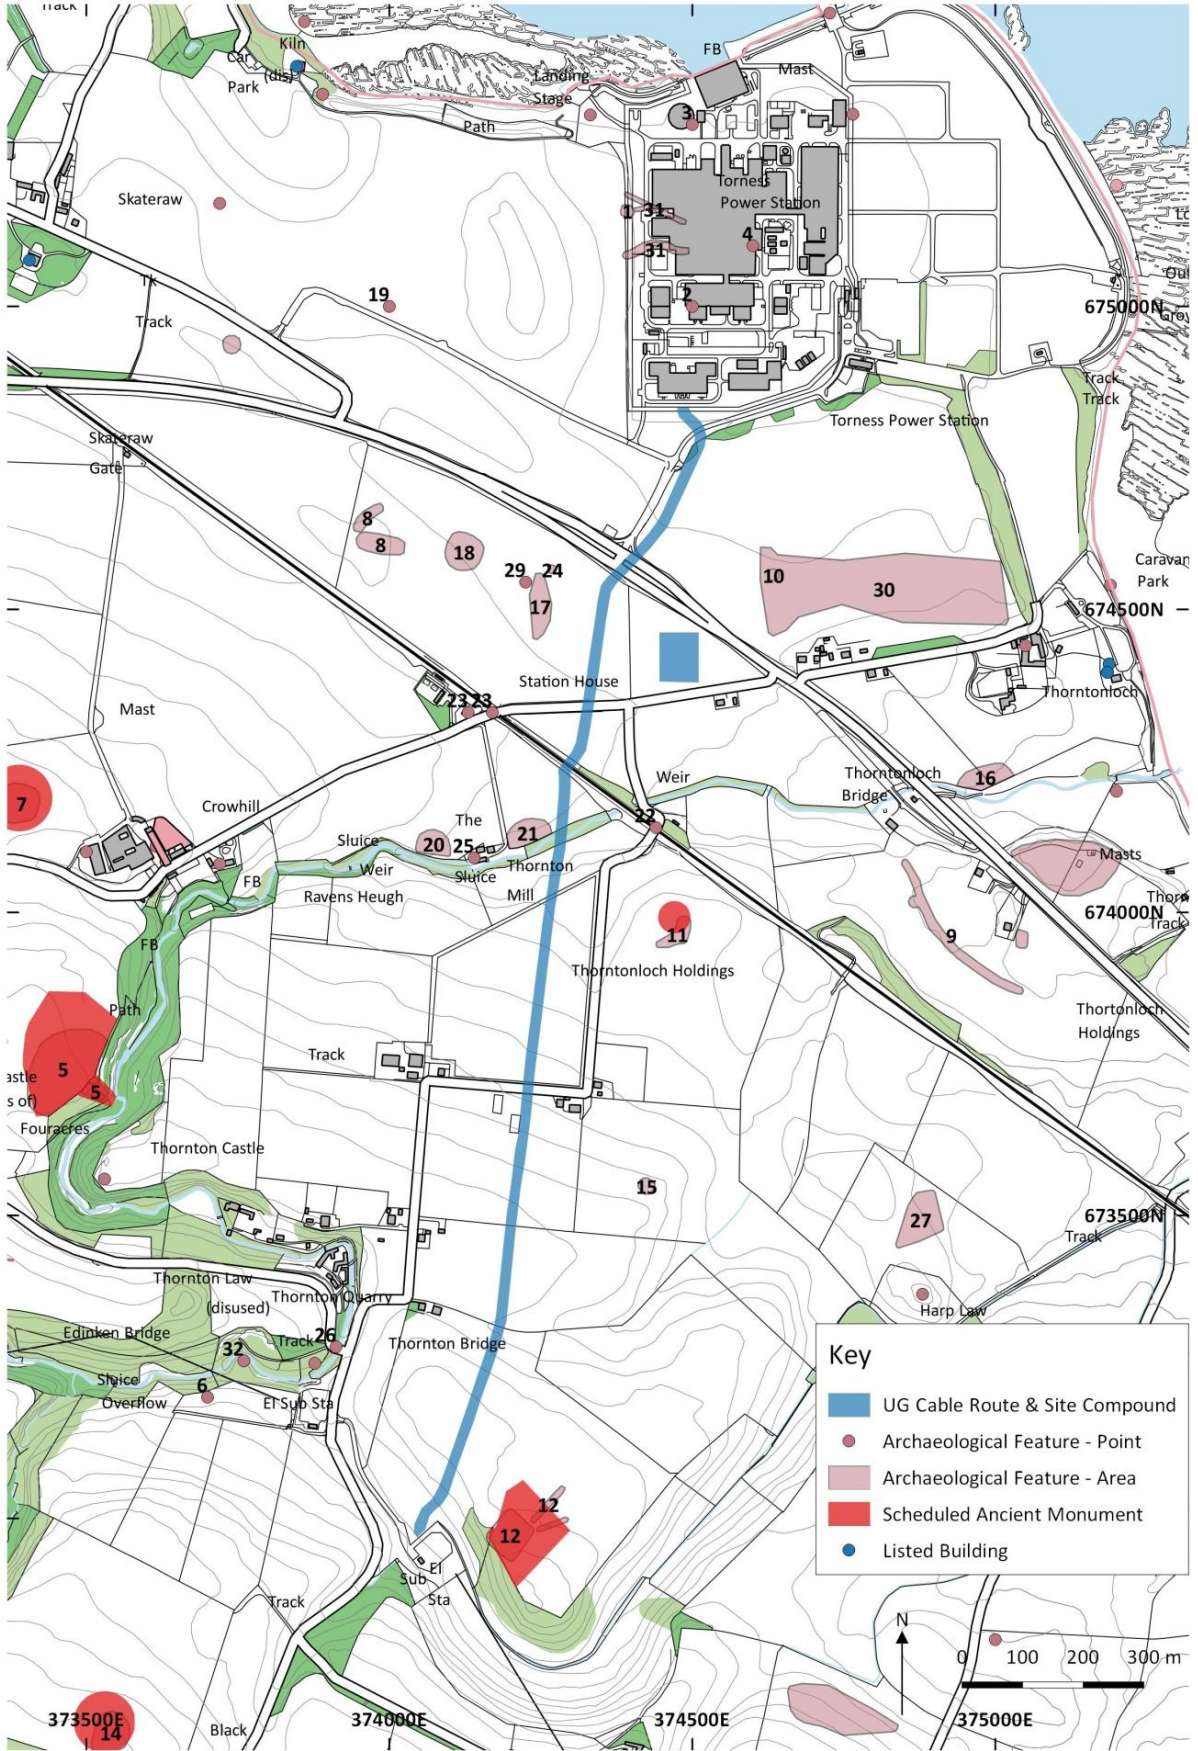 Track
Kiln
FB
Car
(dis)
Park
Landing
Stage
Mast
Path
3
Skateraw
Torness
Power Station
1
31
31
4
Tk
Track
19
2
675000N
Track
Track
Torness Power Station
Skateraw
Gate
8
8
18
29
24
17
10
30
Caravan
Park
674500N
Station House
23
23
Thorntonloch
Mast
7
Crowhill
Weir
Thorntonloch
Bridge
16
The
22
Sluice
20
25
21
Weir
Sluice
Thornton
Mill
FB
Ravens Heugh
Masts
674000N
Track
FB
11
9
Thorntonloch Holdings
Path
Thortonloch
Holdings
5
5
Track
s of)
Fouracres
Thornton Castle
15
27
673500N
Track
Thornton Law
(disused)
Thornton Quarry
Harp Law
Edinken Bridge
32
Track
26
Thornton Bridge
Sluice
6
Overflow
El Sub Sta
12
12
El
Sub
Sta
Track
Key
UG Cable Route & Site Compound
Archaeological Feature - Point
Archaeological Feature - Area
Scheduled Ancient Monument
Listed Building
N
0 100 200 300 m
373500E
14
Black
374000E
374500E
375000E